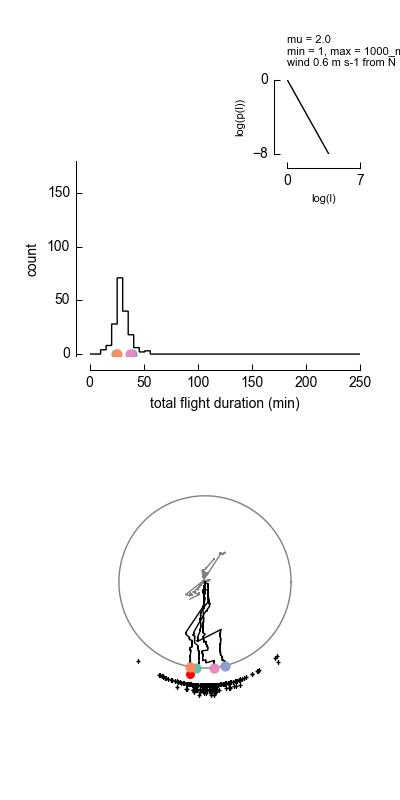 mu = 2.0
min = 1, max = 1000_m
wind 0.6 m s-1 from N
0
log(p(l))
−8
0
7
log(l)
150
100
count
50
0
0
50
100
150
200
250
total flight duration (min)